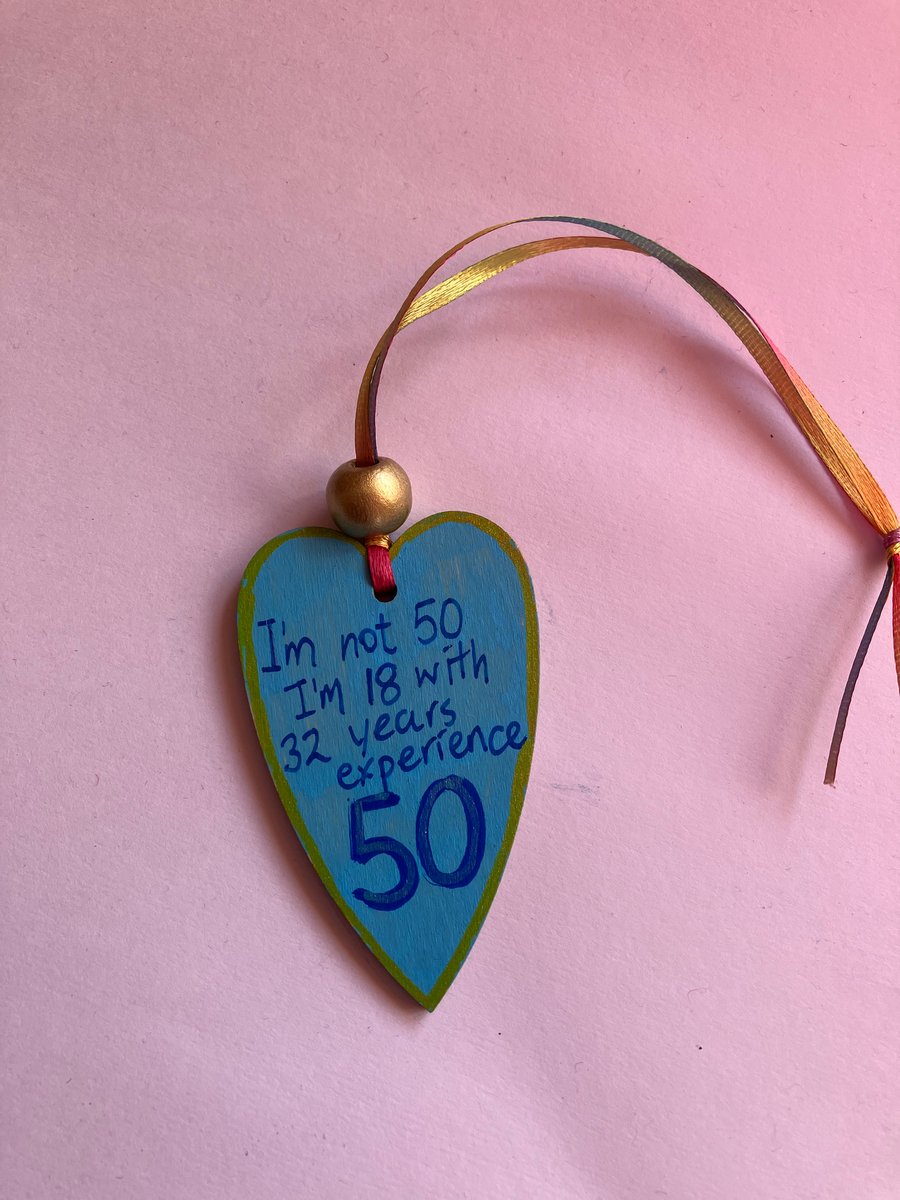 I'm not 50
I'm 18 with
32 years
experience
50